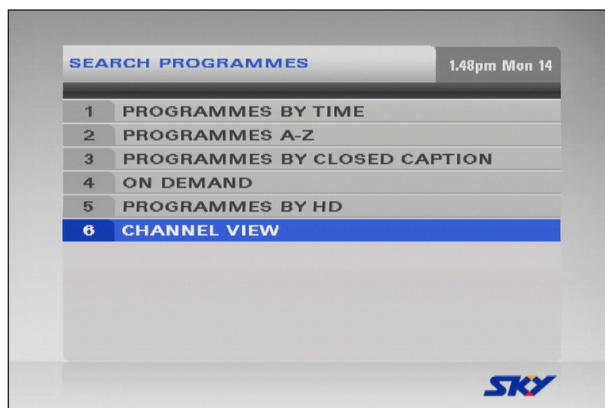 SEARCH PROGRAMMES 1.48pm Mon 14
1 PROGRAMMES BY TIME
2 PROGRAMMES A-Z
3 PROGRAMMES BY CLOSED CAPTION
4 ON DEMAND
5 PROGRAMMES BY HD
6 CHANNEL VIEW
SKY